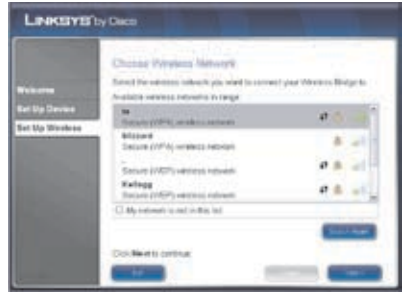 LINKSYS by Cisco
Choose Wireless Network
Select the wireless network you want to connect your Wireless Bridge to.
Available wireless networks in range:
Welcome
Set Up Device
Set Up Wireless
Secure (WPA) wireless network
blizzard
Secure (WPA) wireless network
Secure (WEP) wireless network
Kellogg
Secure (WEP) wireless network
My network is not in this list
Search Again
Click Next to continue.